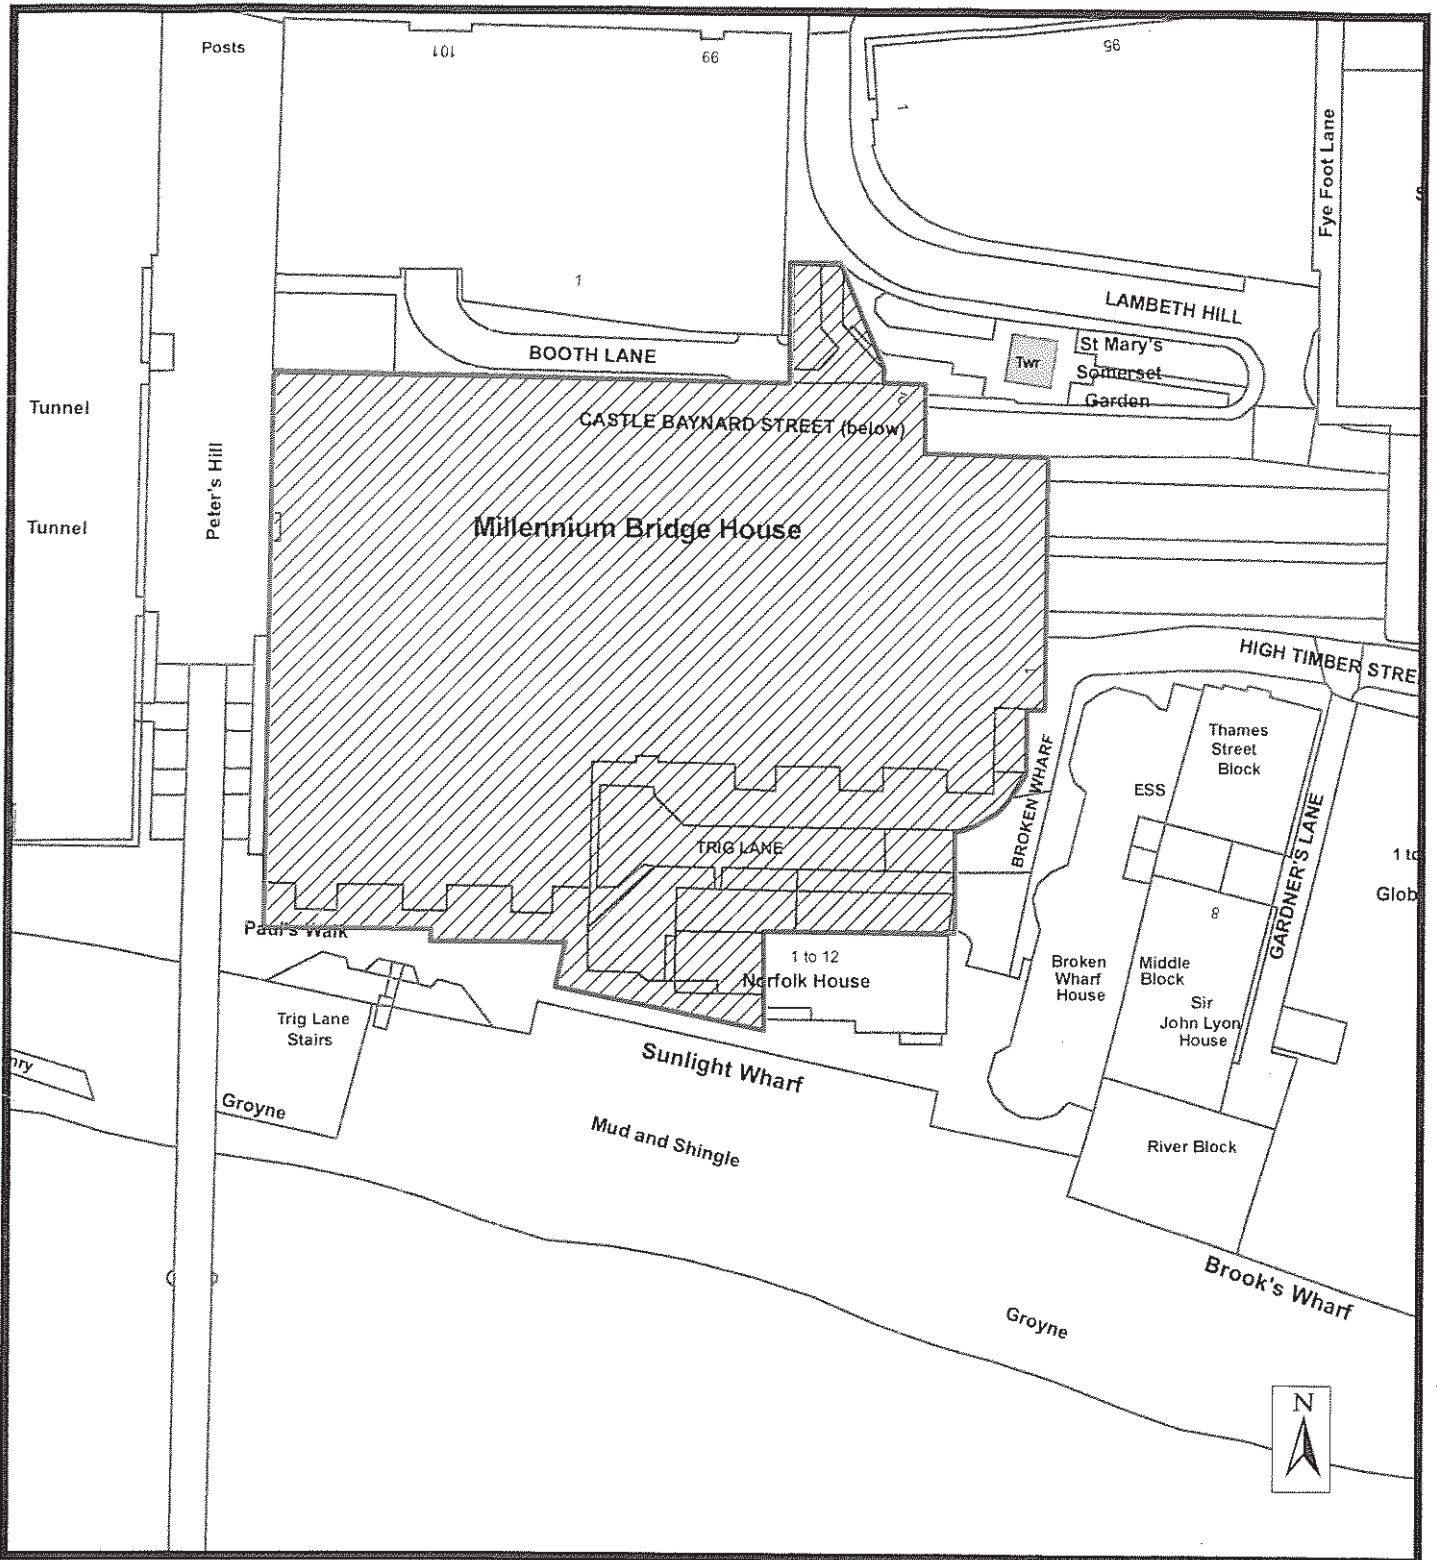 Posts
101
99
95
1
Fye Foot Lane
1
LAMBETH HILL
BOOTH LANE
Twr
St Mary's
Somerset
Garden
Tunnel
2
CASTLE BAYNARD STREET (below)
Peter's Hill
Tunnel
Millennium Bridge House
HIGH TIMBER STRE
1
Thames
Street
Block
ESS
BROKEN WHARF
TRIG LANE
GARDNER'S LANE
1 to
Glob
8
Paul's Walk
1 to 12
Norfolk House
Broken
Wharf
House
Middle
Block
Sir
John Lyon
House
Trig Lane
Stairs
Sunlight Wharf
nry
Groyne
Mud and Shingle
River Block
Brook's Wharf
Groyne
N